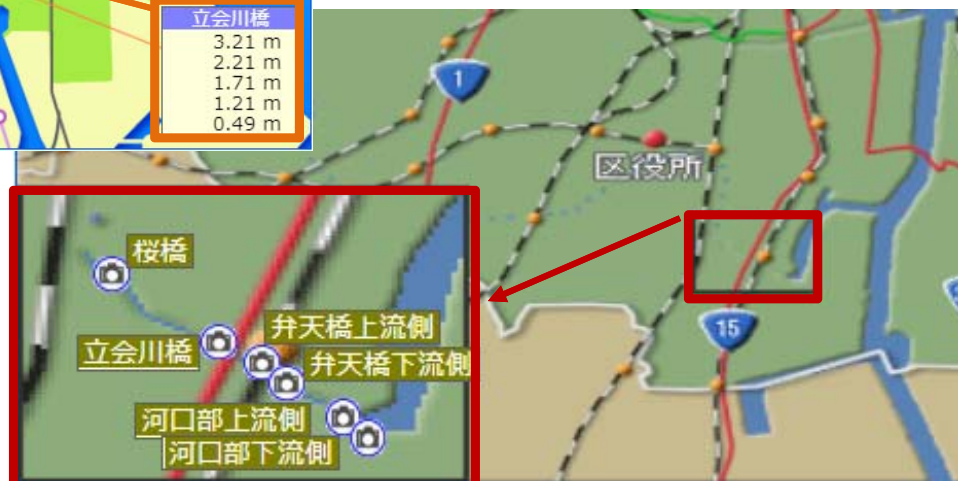 立会川橋
3.21 m
2.21 m
1.71 m
1.21 m
0.49 m
1
区役所
15
桜橋
立会川橋
弁天橋上流側
弁天橋下流側
河口部上流側
河口部下流側